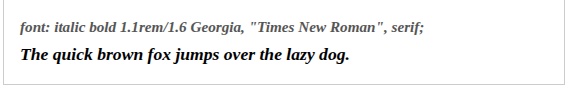 font: italic bold 1.1rem/1.6 Georgia, "Times New Roman", serif;
The quick brown fox jumps over the lazy dog.